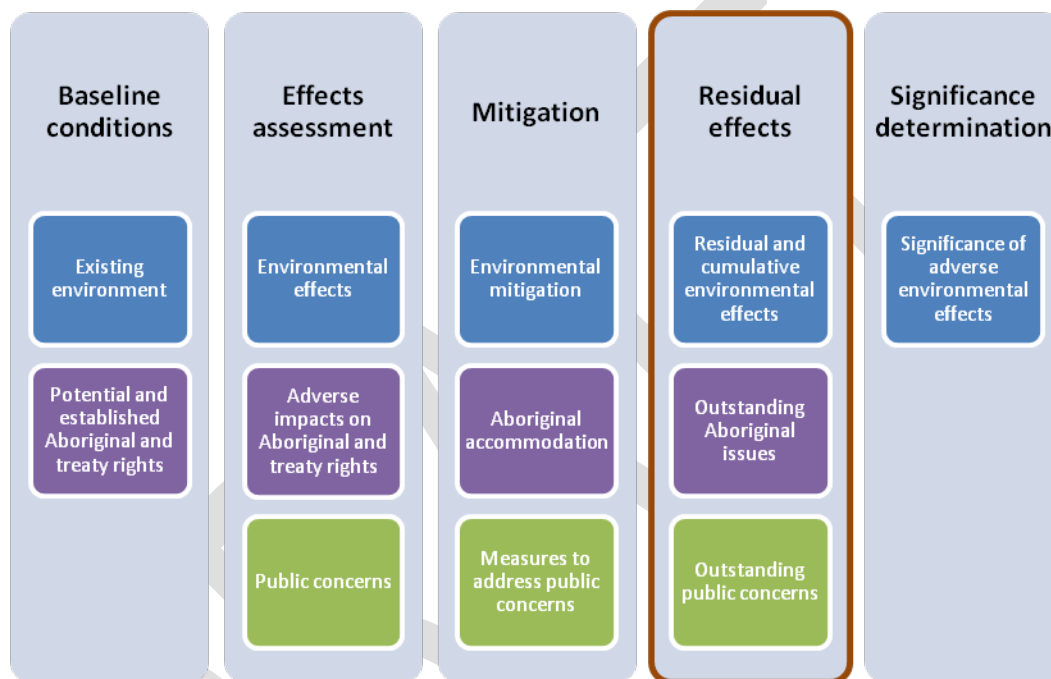 Baseline
conditions
Existing
environment
Potential and
established
Aboriginal and
treaty rights
Effects
assessment
Environmental
effects
Adverse
impacts on
Aboriginal and
treaty rights
Public concerns
Mitigation
Environmental
mitigation
Aboriginal
accommodation
Measures to
address public
concerns
Residual
effects
Residual and
cumulative
environmental
effects
Outstanding
Aboriginal
issues
Outstanding
public concerns
Significance
determination
Significance of
adverse
environmental
effects